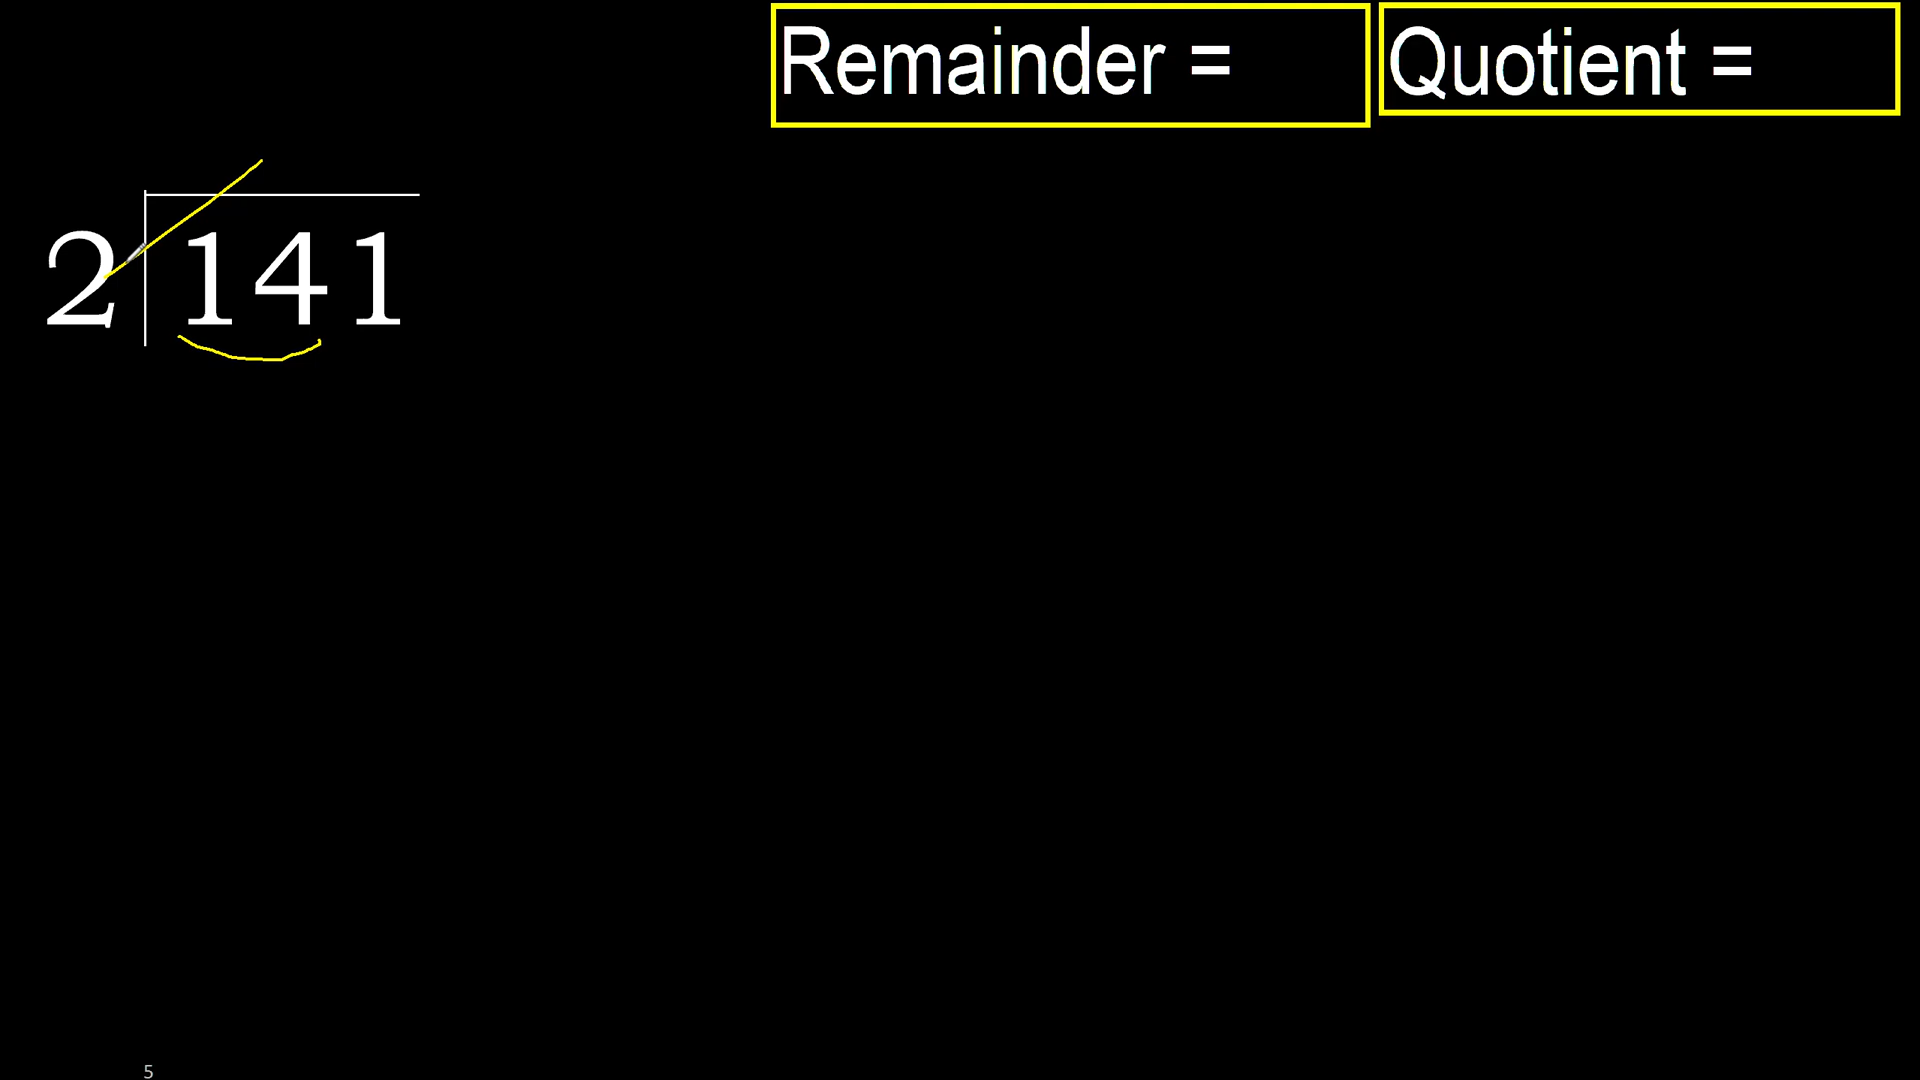 Remainder = Quotient =
2 141
5